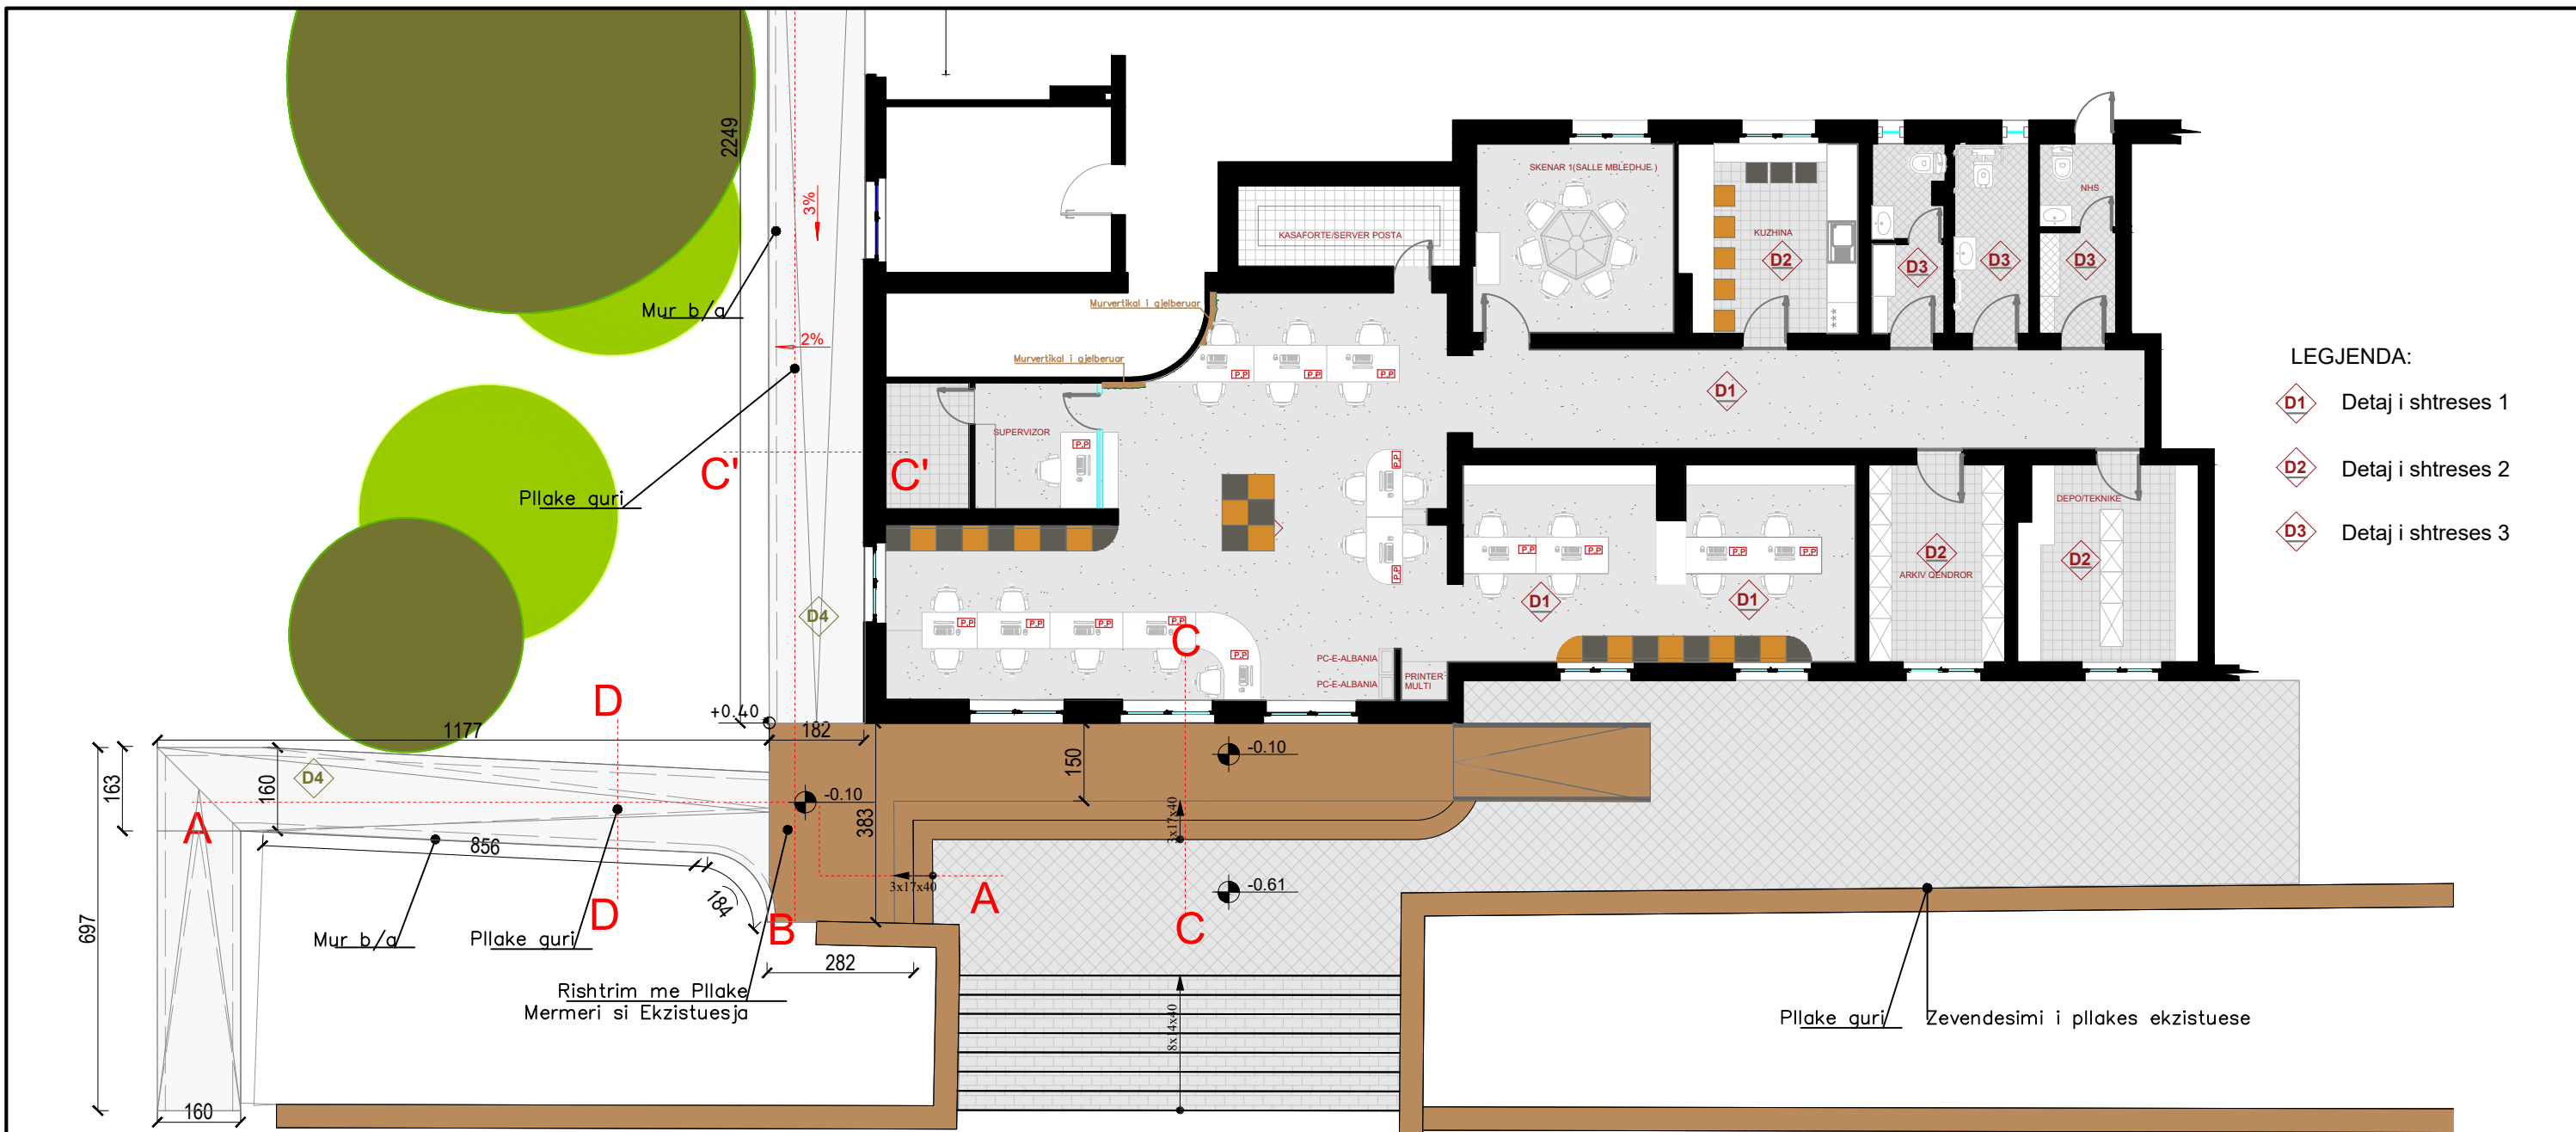 2249
3%
SKENAR 1(SALLE MBLEDHJE )
NHS
KASAFORTE/SERVER POSTA
KUZHINA
D2
D3
D3
D3
Mur b/a
Murvertikal i gjelberuar
2%
Murvertikal i gjelberuar
P.P
P.P
P.P
LEGJENDA:
D1
D1 Detaj i shtreses 1
SUPERVIZOR
P.P
P.P
C'
C'
D2 Detaj i shtreses 2
Pllake guri
DEPO/TEKNIKE
D3 Detaj i shtreses 3
P.P
P.P
P.P
P.P
P.P
D2
D2
ARKIV QENDROR
D1
D1
D4
P.P
P.P
P.P
P.P
C
P.P
PC-E-ALBANIA
PC-E-ALBANIA
PRINTER
MULTI
D
+0.40
1177
182
-0.10
150
163
160
D4
-0.10
A
383
3x17x40
856
3x17x40
-0.61
184
A
697
D
B
C
Mur b/a
Pllake guri
282
Rishtrim me Pllake
Mermeri si Ekzistuesja
8x14x40
Pllake guri
Zevendesimi i pllakes ekzistuese
160
***